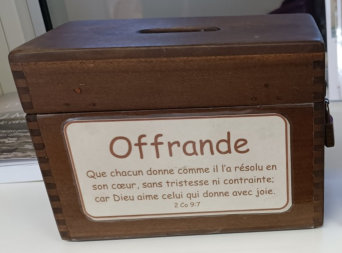 Offrande
Que chacun donne comme il l'a résolu en
son cœur, sans tristesse ni contrainte;
car Dieu aime celui qui donne avec joie.
2 Co 9:7